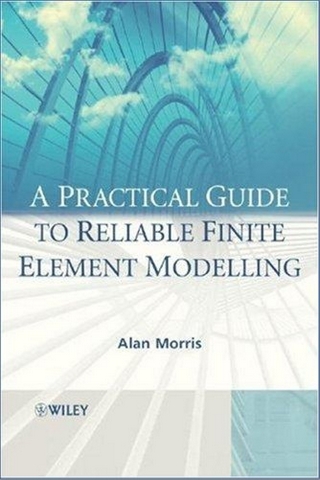 A PRACTICAL GUIDE
TO RELIABLE FINITE
ELEMENT MODELLING
Alan Morris
WILEY